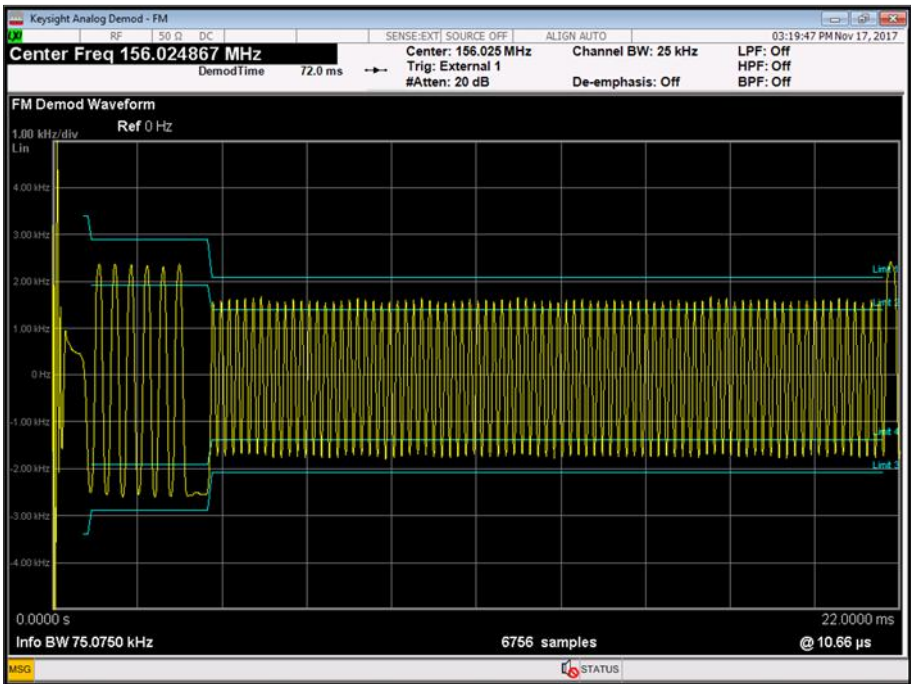 Keysight Analog Demod - FM
RF 50 Ω DC SENSE:EXT SOURCE OFF ALIGN AUTO 03:19:47 PM Nov 17, 2017
Center Freq 156.024867 MHz
DemodTime 72.0 ms
Center: 156.025 MHz Channel BW: 25 kHz LPF: Off
Trig: External 1 HPF: Off
#Atten: 20 dB De-emphasis: Off BPF: Off
FM Demod Waveform
1.00 kHz/div Ref 0 Hz
Lin
4.00 kHz
3.00 kHz
Limit 1
2.00 kHz
Limit 2
1.00 kHz
0 Hz
-1.00 kHz
Limit 4
-2.00 kHz
Limit 3
-3.00 kHz
-4.00 kHz
0.0000 s 22.0000 ms
Info BW 75.0750 kHz 6756 samples @ 10.66 µs
MSG STATUS